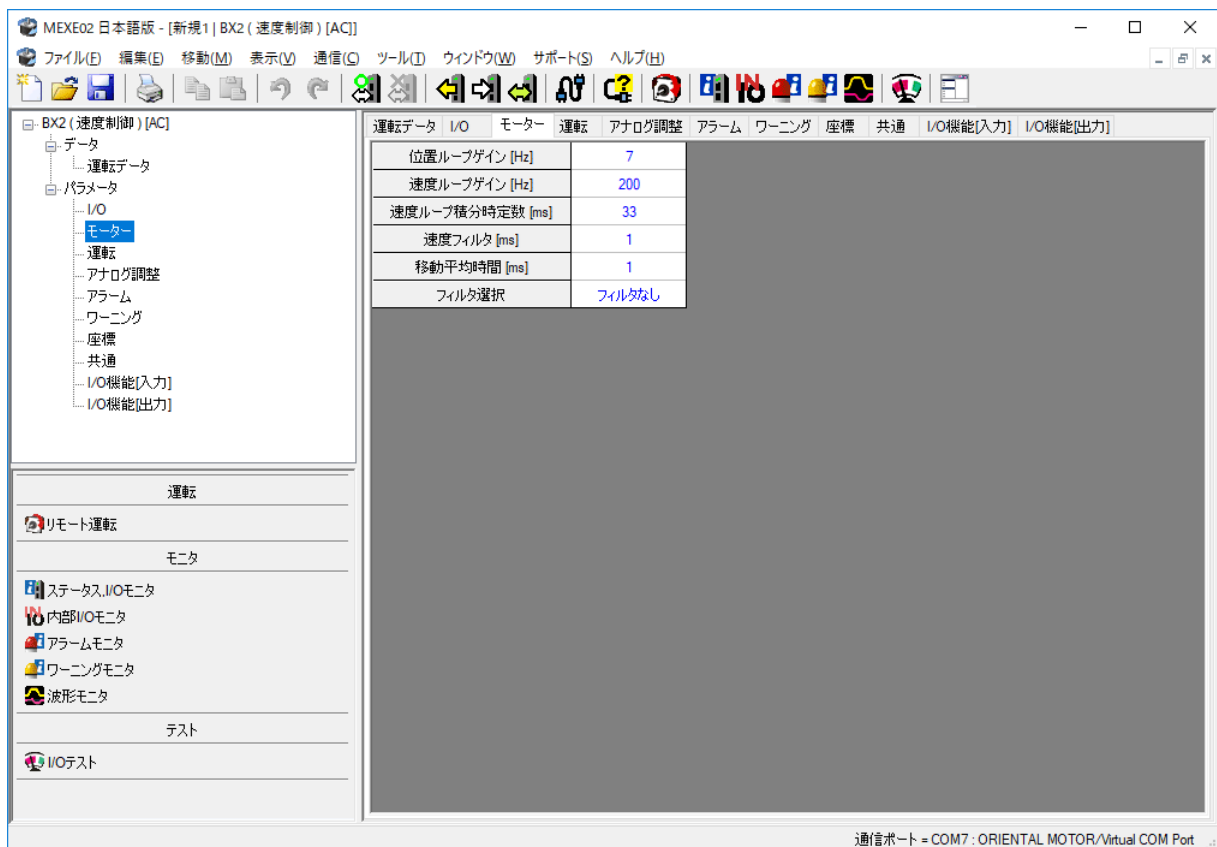 MEXE02 日本語版 - [新規1 | BX2 ( 速度制御 ) [AC]]
ファイル(F) 編集(E) 移動(M) 表示(V) 通信(C) ツール(T) ウィンドウ(W) サポート(S) ヘルプ(H)
BX2 ( 速度制御 ) [AC]
データ
運転データ
パラメータ
I/O
モーター
運転
アナログ調整
アラーム
ワーニング
座標
共通
I/O機能[入力]
I/O機能[出力]
運転
リモート運転
モニタ
ステータス,I/Oモニタ
内部I/Oモニタ
アラームモニタ
ワーニングモニタ
波形モニタ
テスト
I/Oテスト
運転データ I/O モーター 運転 アナログ調整 アラーム ワーニング 座標 共通 I/O機能[入力] I/O機能[出力]
位置ループゲイン [Hz] 7
速度ループゲイン [Hz] 200
速度ループ積分時定数 [ms] 33
速度フィルタ [ms] 1
移動平均時間 [ms] 1
フィルタ選択 フィルタなし
通信ポート = COM7 : ORIENTAL MOTOR/Virtual COM Port